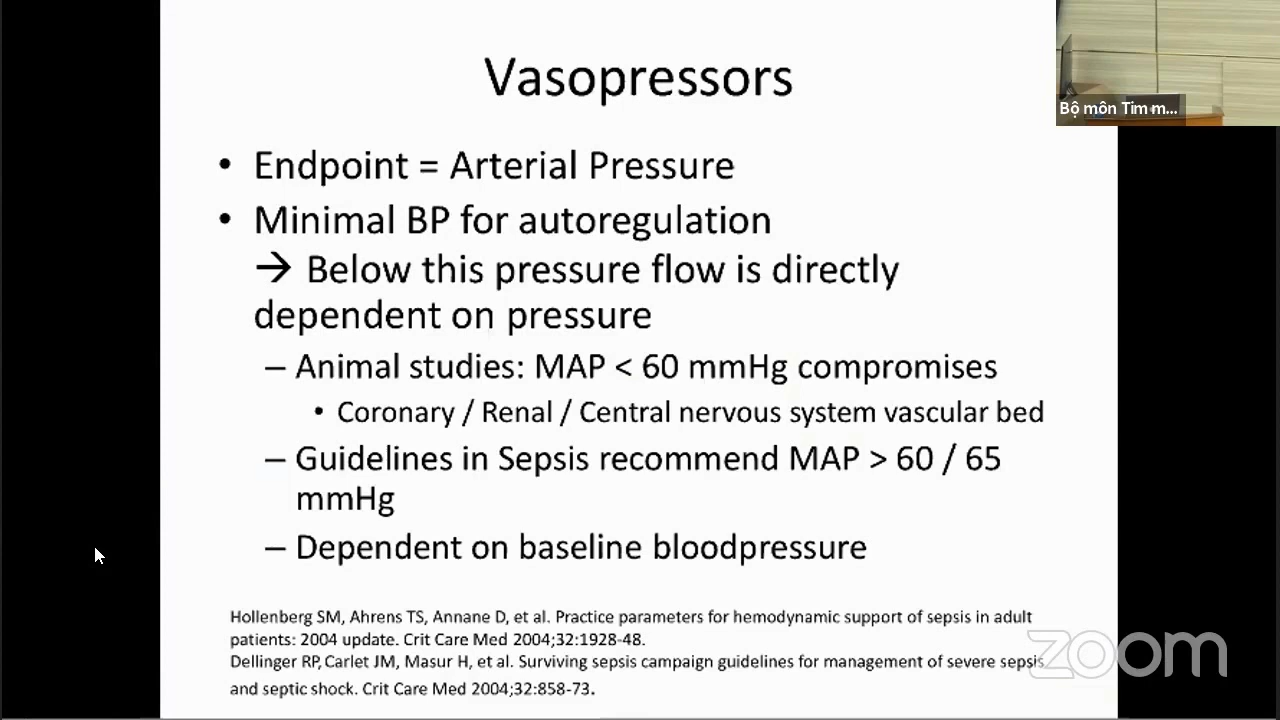 Vasopressors
Bộ môn Tim m...
• Endpoint = Arterial Pressure
• Minimal BP for autoregulation
→ Below this pressure flow is directly
dependent on pressure
– Animal studies: MAP < 60 mmHg compromises
• Coronary / Renal / Central nervous system vascular bed
– Guidelines in Sepsis recommend MAP > 60 / 65
mmHg
– Dependent on baseline bloodpressure
Hollenberg SM, Ahrens TS, Annane D, et al. Practice parameters for hemodynamic support of sepsis in adult
patients: 2004 update. Crit Care Med 2004;32:1928-48.
Dellinger RP, Carlet JM, Masur H, et al. Surviving sepsis campaign guidelines for management of severe sepsis
and septic shock. Crit Care Med 2004;32:858-73.
zoom